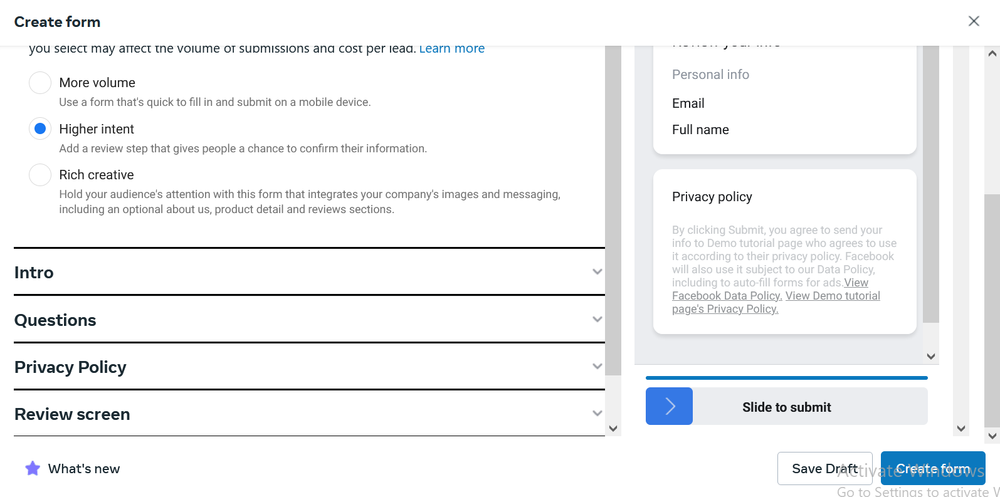 Create form
you select may affect the volume of submissions and cost per lead. Learn more
More volume
Use a form that's quick to fill in and submit on a mobile device.
Higher intent
Add a review step that gives people a chance to confirm their information.
Rich creative
Hold your audience's attention with this form that integrates your company's images and messaging,
including an optional about us, product detail and reviews sections.
Intro
Questions
Privacy Policy
Review screen
What's new
Review your info
Personal info
Email
Full name
Privacy policy
By clicking Submit, you agree to send your
info to Demo tutorial page who agrees to use
it according to their privacy policy. Facebook
will also use it subject to our Data Policy,
including to auto-fill forms for ads.View
Facebook Data Policy. View Demo tutorial
page's Privacy Policy.
Slide to submit
Save Draft
Create form
Activate Windows
Go to Settings to activate W